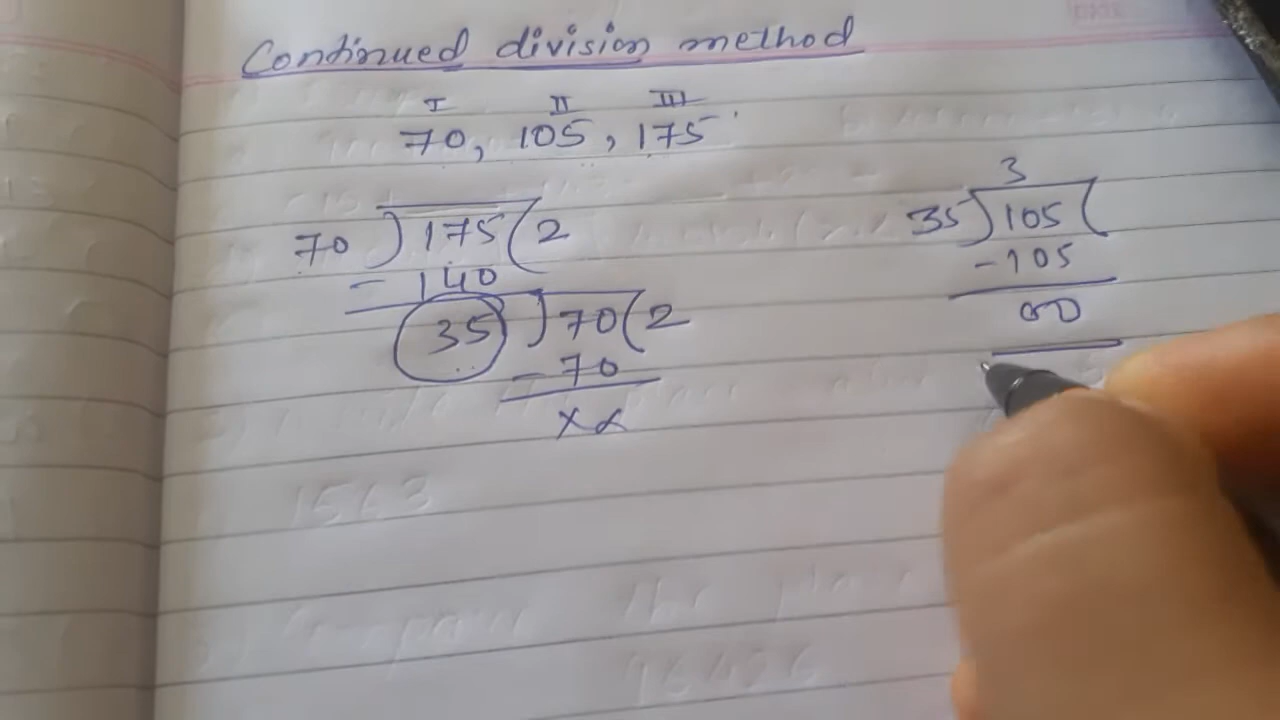 Continued division method
I II III
70, 105, 175
70 ) 175 ( 2
- 140
35 ) 70 ( 2
- 70
× ×
3
35 ) 105 (
- 105
00